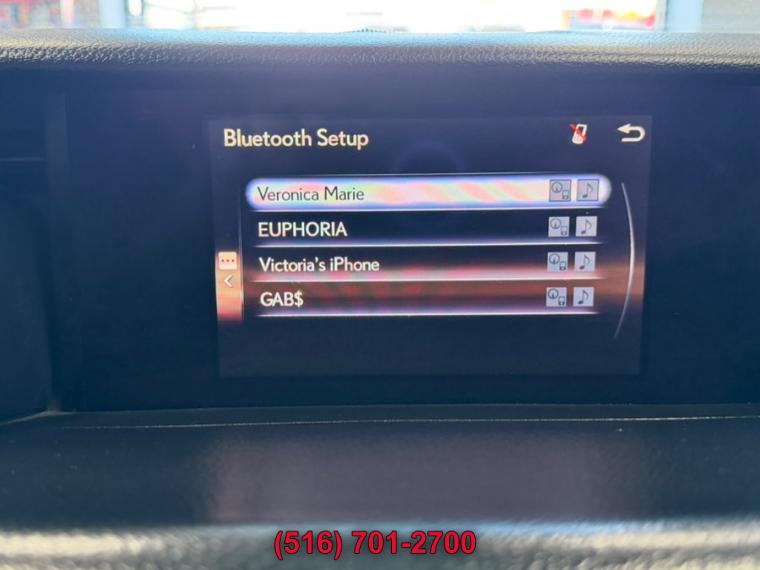 Bluetooth Setup
Veronica Marie
EUPHORIA
Victoria's iPhone
GAB$
(516) 701-2700